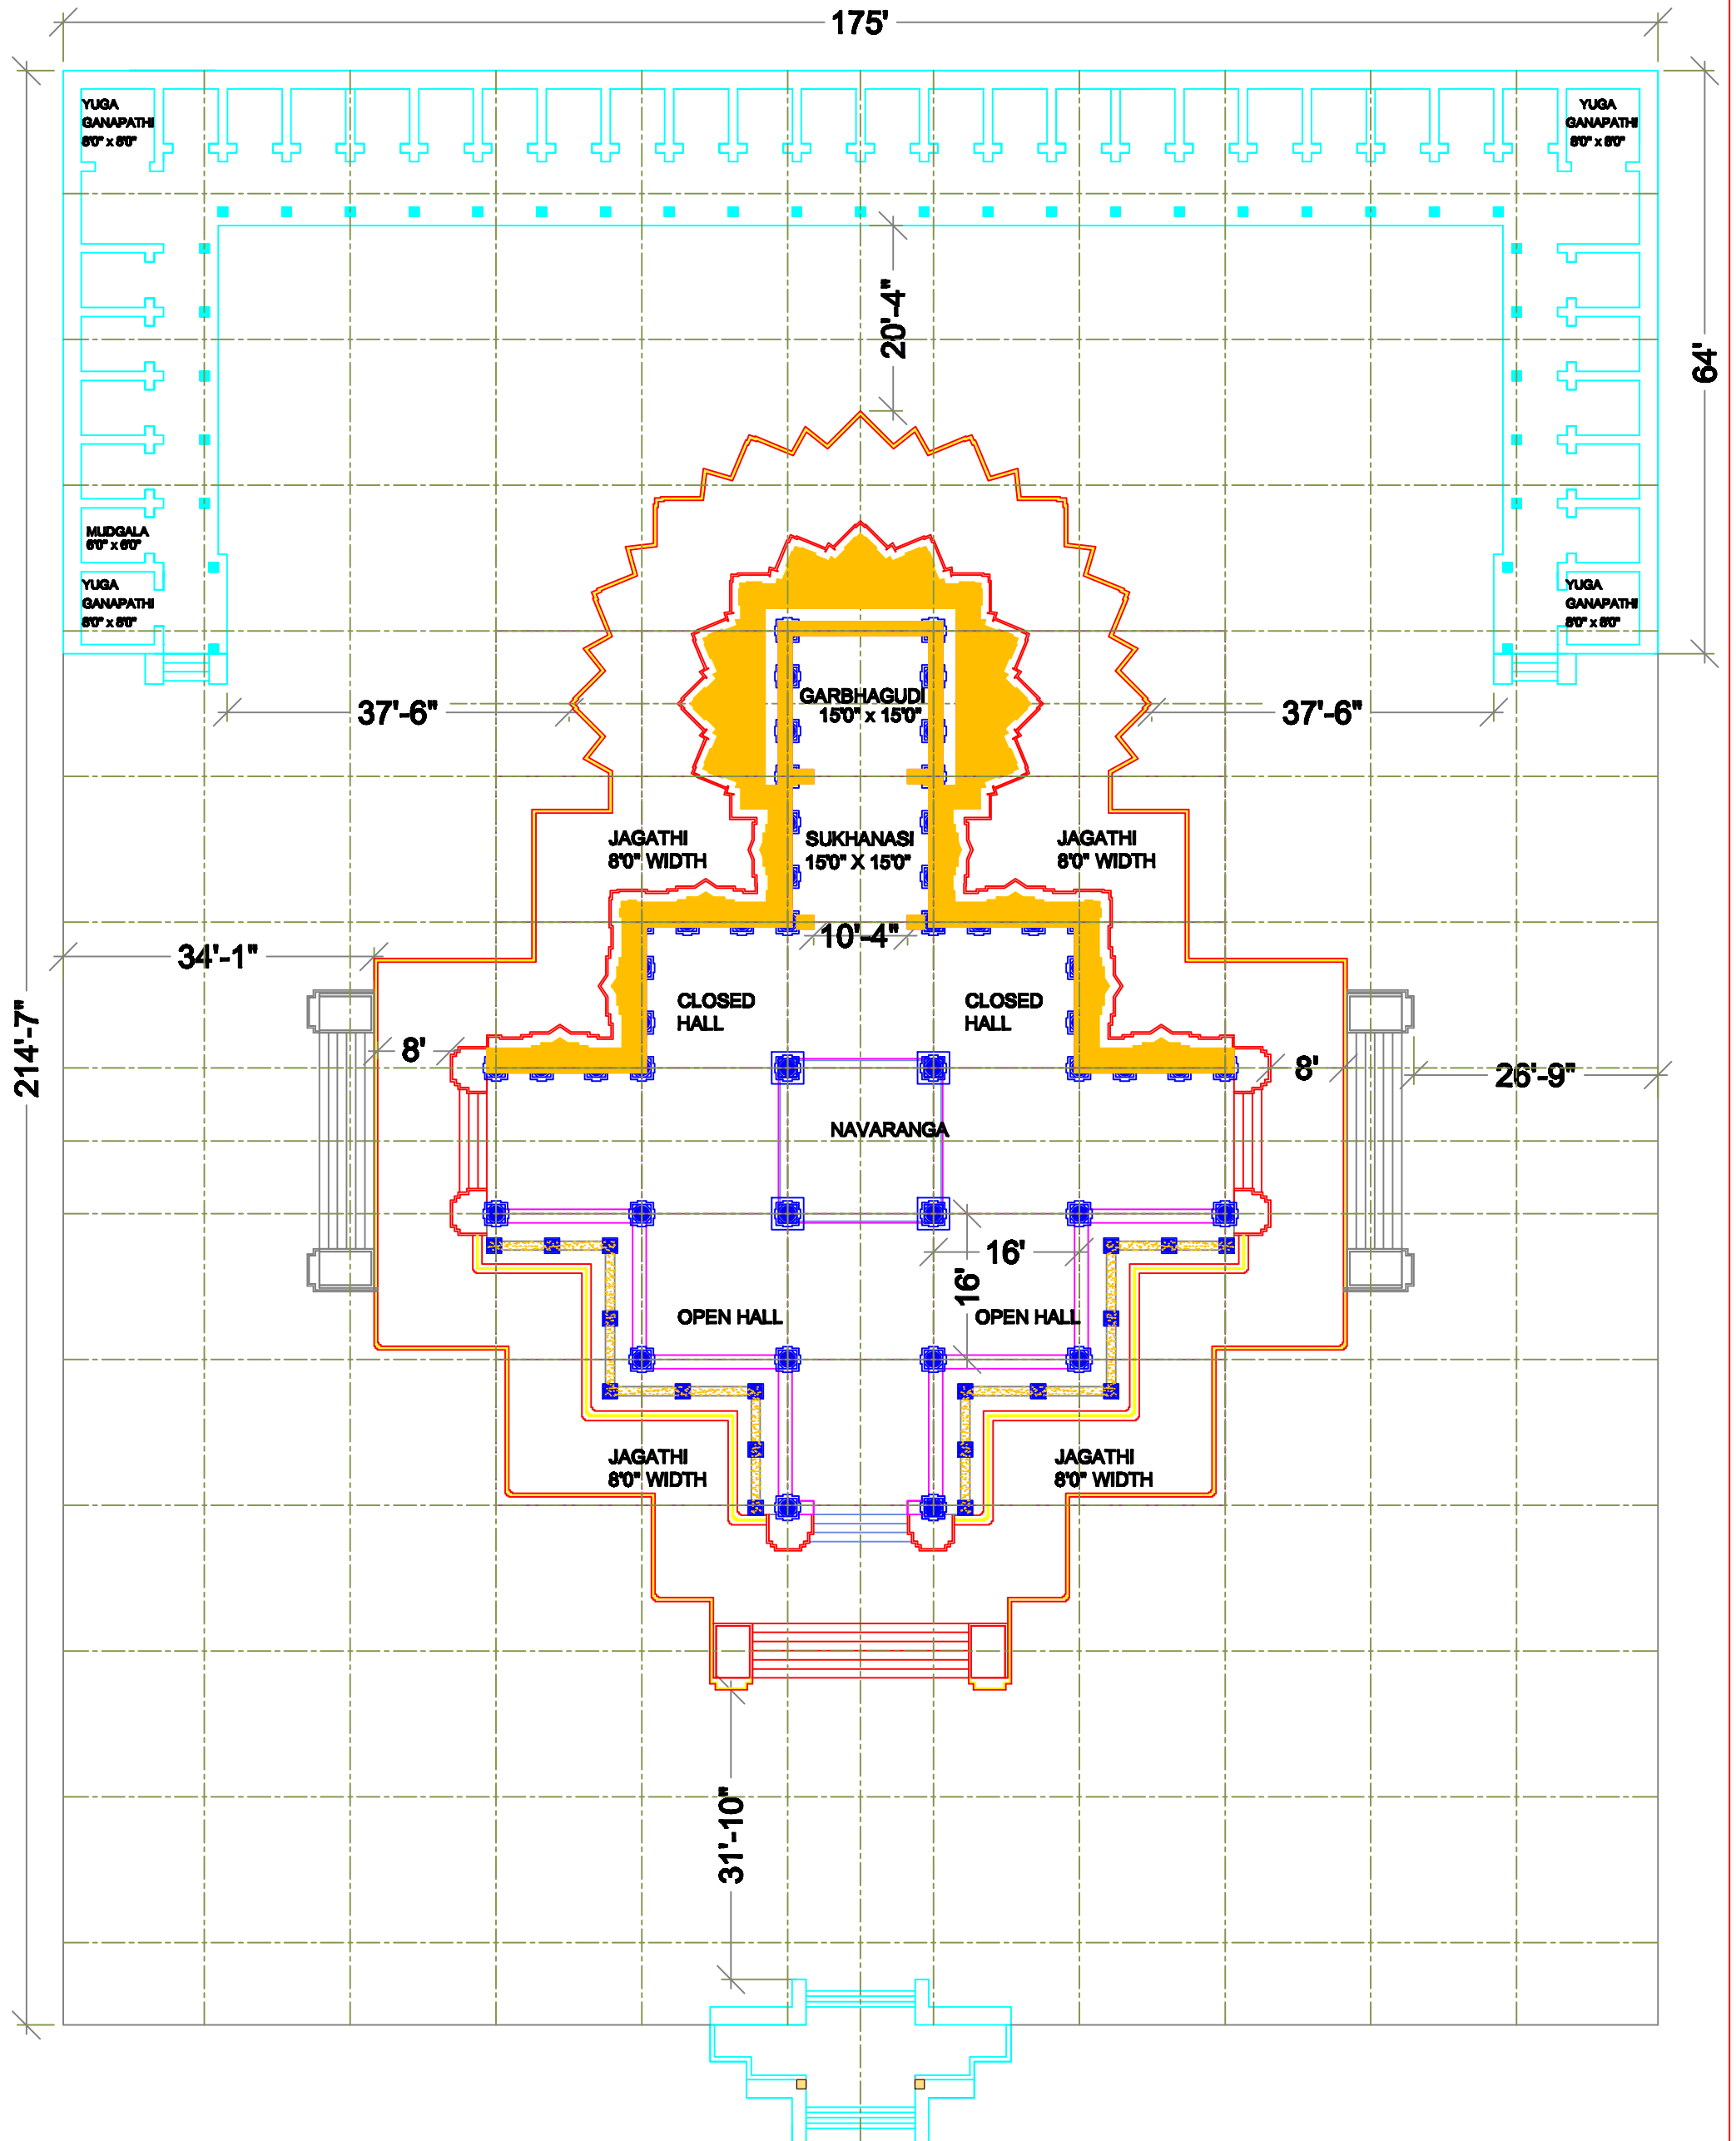 175'
YUGA
GANAPATHI
8'0" x 8'0"
YUGA
GANAPATHI
8'0" x 8'0"
20'-4"
64'
MUDGALA
6'0" x 6'0"
YUGA
GANAPATHI
8'0" x 8'0"
YUGA
GANAPATHI
8'0" x 8'0"
GARBHAGUDI
15'0" x 15'0"
37'-6"
37'-6"
JAGATHI
8'0" WIDTH
SUKHANASI
15'0" X 15'0"
JAGATHI
8'0" WIDTH
10'-4"
34'-1"
CLOSED
HALL
CLOSED
HALL
214'-7"
8'
8'
26'-9"
NAVARANGA
16'
16'
OPEN HALL
OPEN HALL
JAGATHI
8'0" WIDTH
JAGATHI
8'0" WIDTH
31'-10"